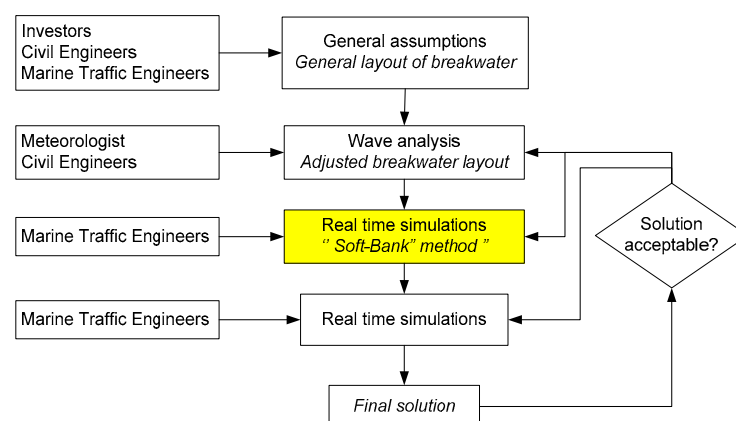 Investors
Civil Engineers
Marine Traffic Engineers
General assumptions
General layout of breakwater
Meteorologist
Civil Engineers
Wave analysis
Adjusted breakwater layout
Marine Traffic Engineers
Real time simulations
‘’ Soft-Bank” method ”
Solution
acceptable?
Marine Traffic Engineers
Real time simulations
Final solution